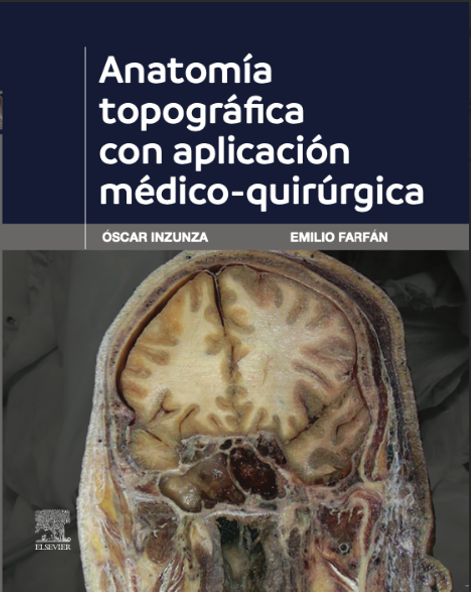 Anatomía
topográfica
con aplicación
médico-quirúrgica
ÓSCAR INZUNZA EMILIO FARFÁN
ELSEVIER